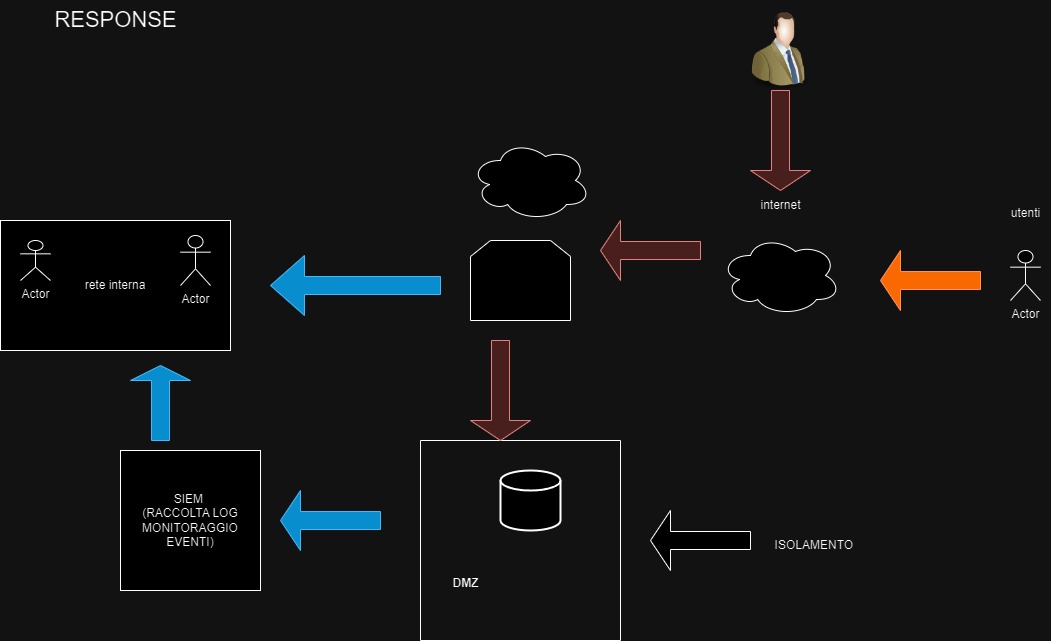 RESPONSE
internet
utenti
Actor
rete interna
Actor
Actor
SIEM
(RACCOLTA LOG
MONITORAGGIO
EVENTI)
ISOLAMENTO
DMZ